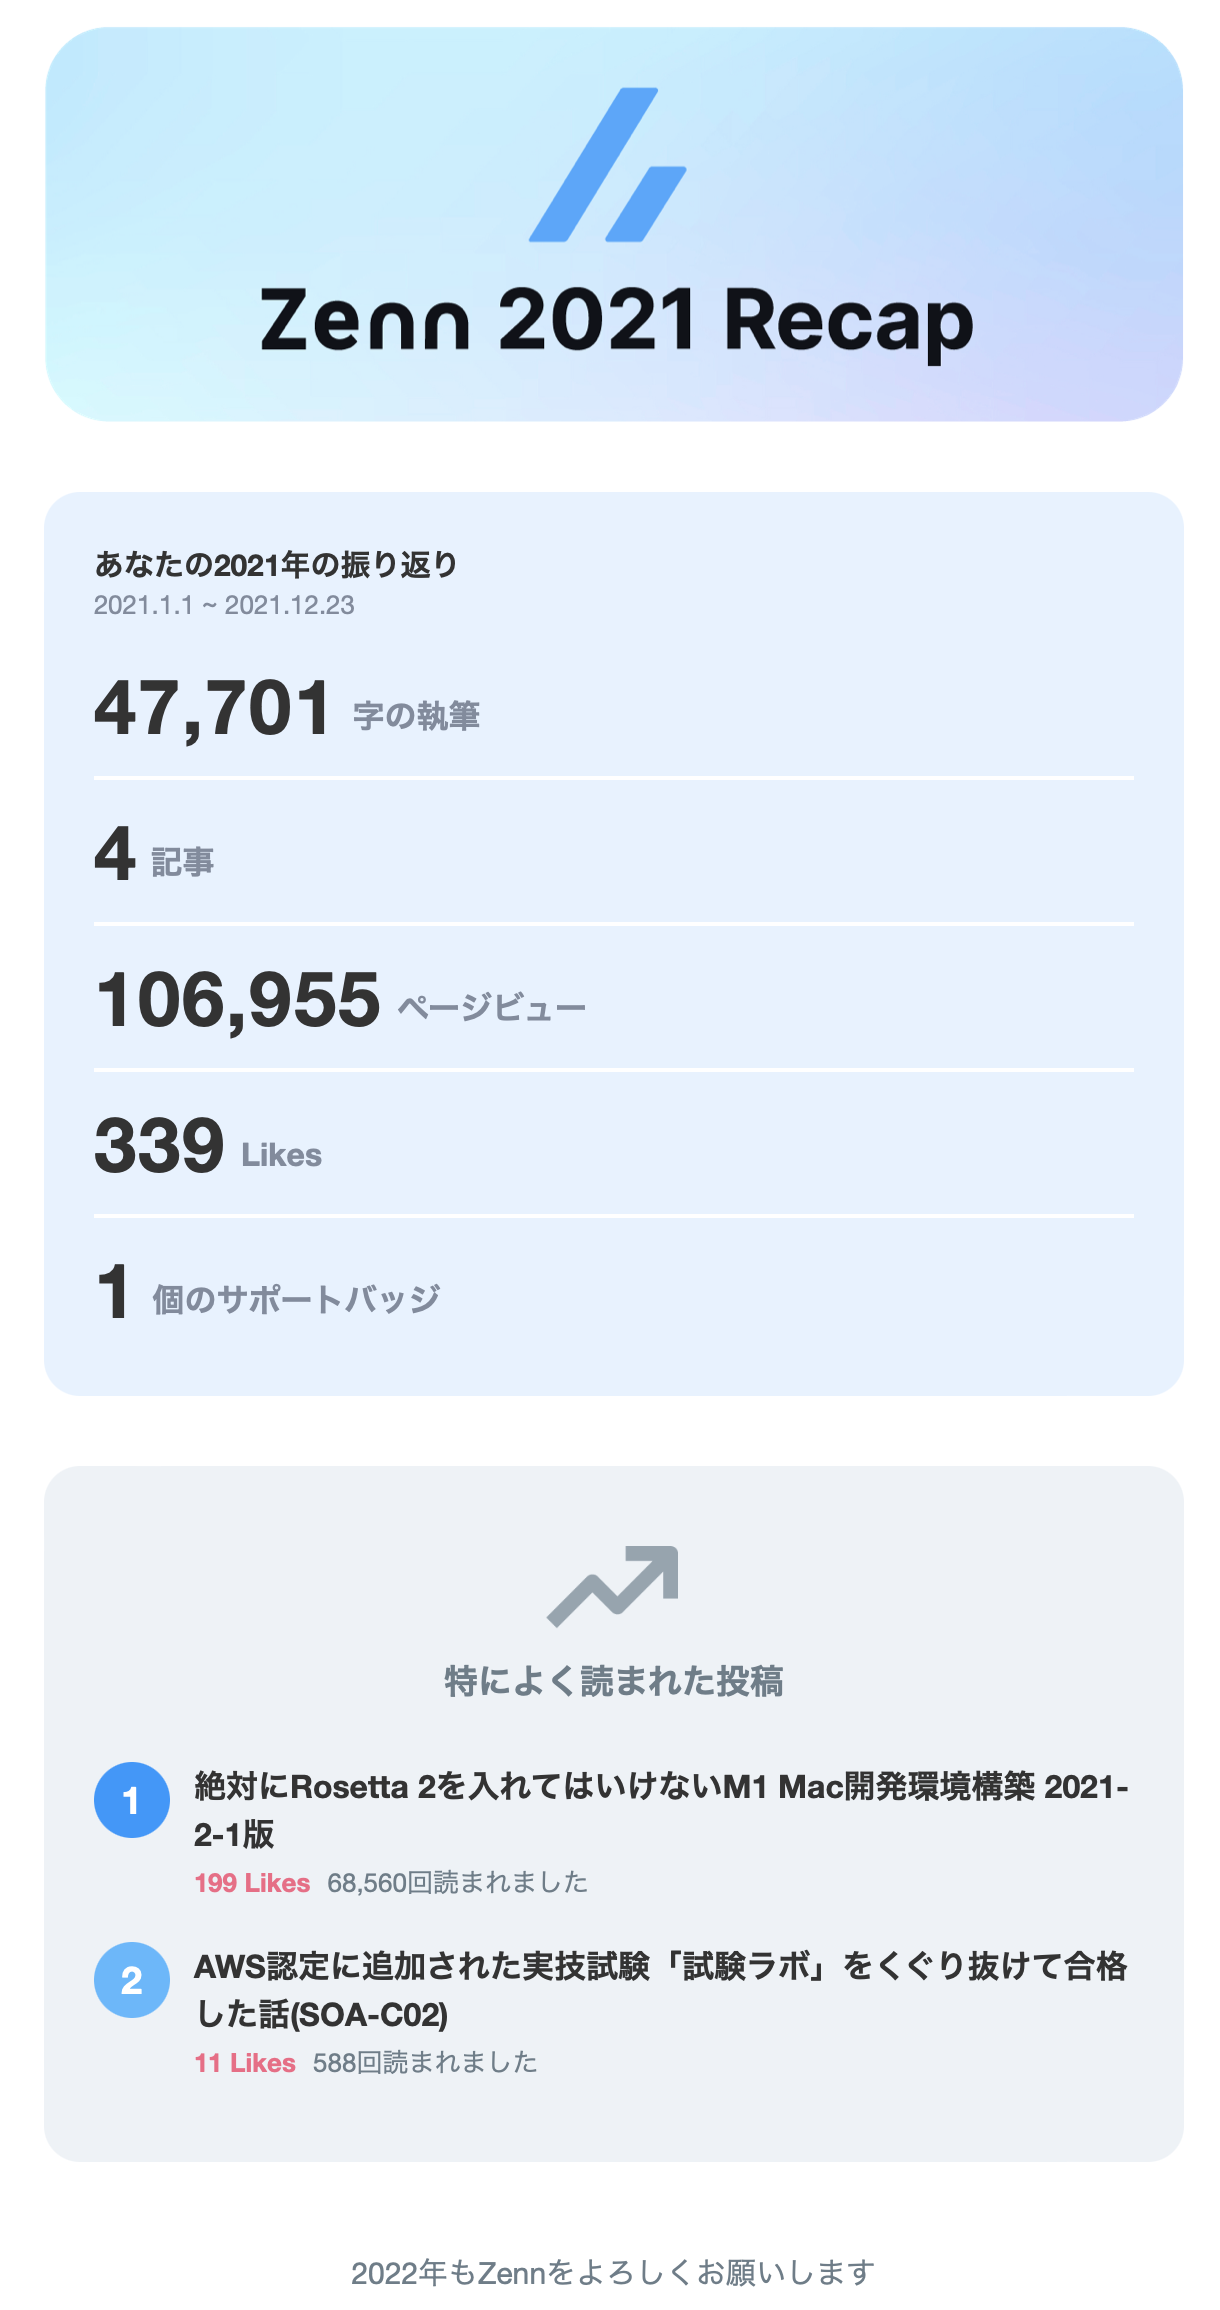 Zenn 2021 Recap
あなたの2021年の振り返り
2021.1.1 ~ 2021.12.23
47,701 字の執筆
4 記事
106,955 ページビュー
339 Likes
1 個のサポートバッジ
特によく読まれた投稿
1 絶対にRosetta 2を入れてはいけないM1 Mac開発環境構築 2021-
2-1版
199 Likes 68,560回読まれました
2 AWS認定に追加された実技試験「試験ラボ」をくぐり抜けて合格
した話(SOA-C02)
11 Likes 588回読まれました
2022年もZennをよろしくお願いします